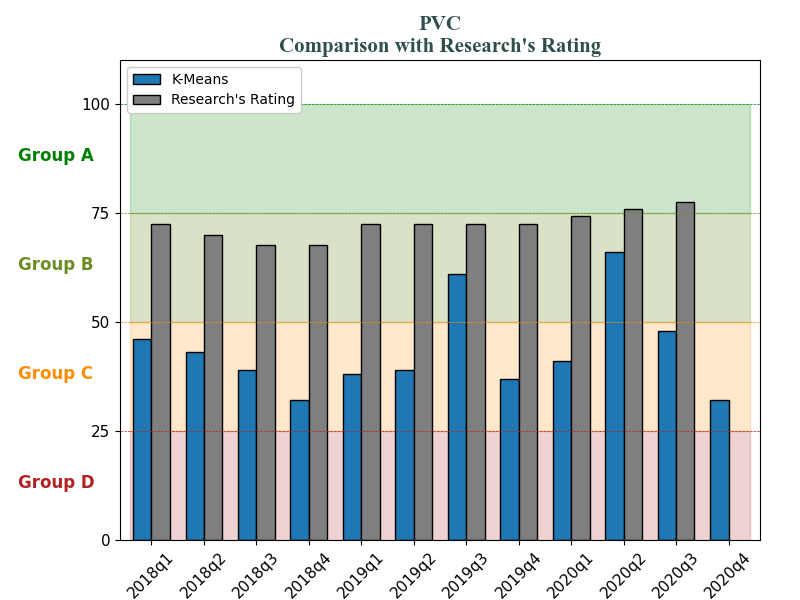 PVC
Comparison with Research's Rating
K-Means
Research's Rating
100
Group A
75
Group B
50
Group C
25
Group D
0
2018q1
2018q2
2018q3
2018q4
2019q1
2019q2
2019q3
2019q4
2020q1
2020q2
2020q3
2020q4